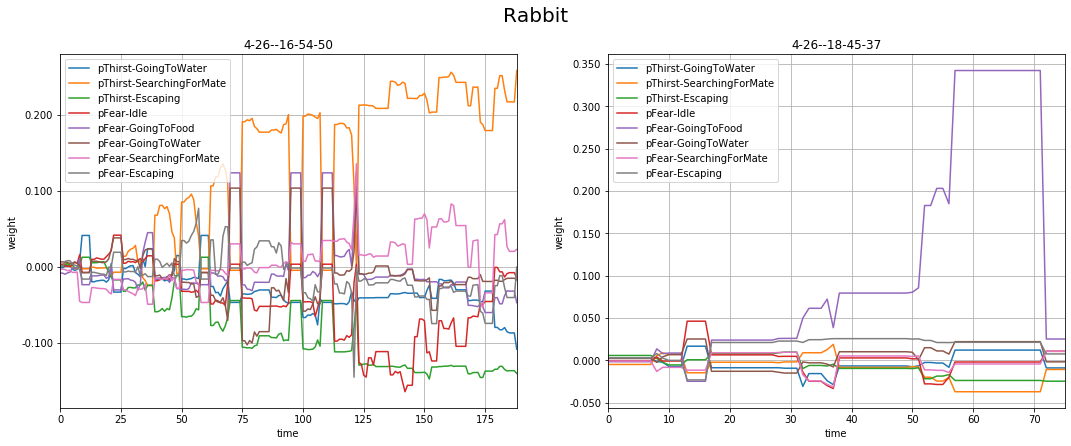 Rabbit
4-26--16-54-50
pThirst-GoingToWater
pThirst-SearchingForMate
pThirst-Escaping
pFear-Idle
pFear-GoingToFood
pFear-GoingToWater
pFear-SearchingForMate
pFear-Escaping
0.200
0.100
0.000
-0.100
weight
0 25 50 75 100 125 150 175
time
4-26--18-45-37
pThirst-GoingToWater
pThirst-SearchingForMate
pThirst-Escaping
pFear-Idle
pFear-GoingToFood
pFear-GoingToWater
pFear-SearchingForMate
pFear-Escaping
0.350
0.300
0.250
0.200
0.150
0.100
0.050
0.000
-0.050
weight
0 10 20 30 40 50 60 70
time